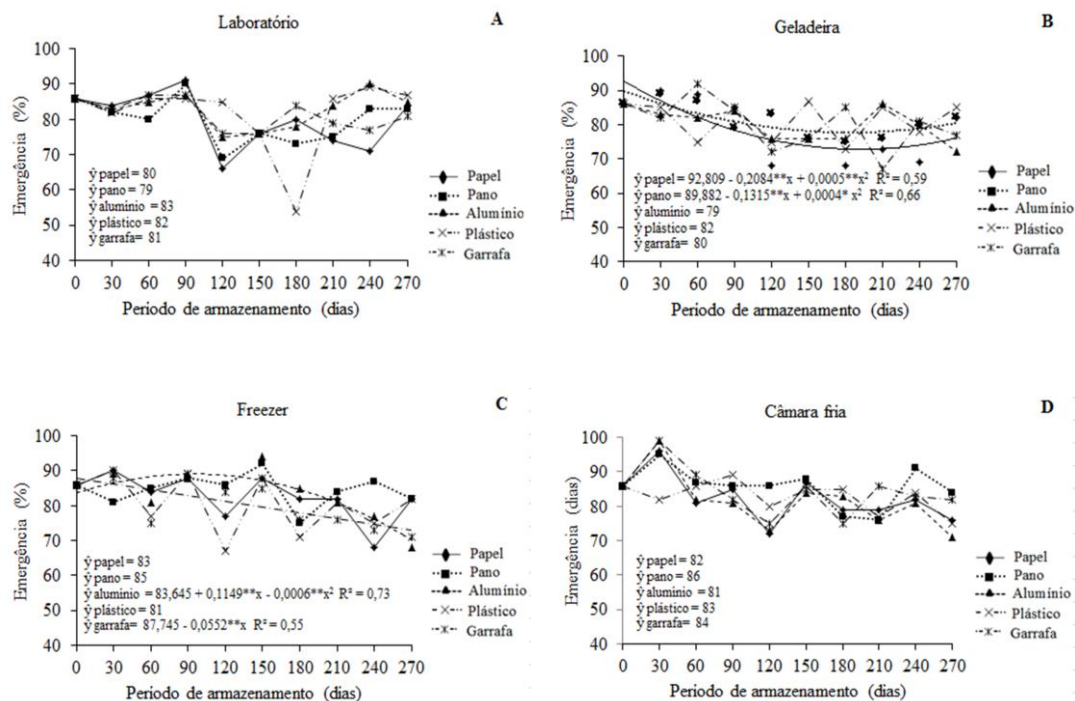 A
Laboratório
Emergência (%)
100
90
80
70
60
50
40
ŷ papel = 80
ŷ pano = 79
ŷ alumínio = 83
ŷ plástico = 82
ŷ garrafa= 81
Papel
Pano
Alumínio
Plástico
Garrafa
0 30 60 90 120 150 180 210 240 270
Periodo de armazenamento (dias)
B
Geladeira
Emergência (%)
100
90
80
70
60
50
40
ŷ papel = 92,809 - 0,2084**x + 0,0005**x² R² = 0,59
ŷ pano = 89,882 - 0,1315**x + 0,0004* x² R² = 0,66
ŷ alumínio = 79
ŷ plástico = 82
ŷ garrafa= 80
Papel
Pano
Alumínio
Plástico
Garrafa
0 30 60 90 120 150 180 210 240 270
Periodo de armazenamento (dias)
C
Freezer
Emergência (%)
100
90
80
70
60
50
40
ŷ papel = 83
ŷ pano = 85
ŷ aluminio = 83,645 + 0,1149**x - 0,0006**x² R² = 0,73
ŷ plástico = 81
ŷ garrafa = 87,745 - 0,0552**x R² = 0,55
Papel
Pano
Alumínio
Plástico
Garrafa
0 30 60 90 120 150 180 210 240 270
Periodo de armazenamento (dias)
D
Câmara fria
Emergência (dias)
100
90
80
70
60
50
40
ŷ papel = 82
ŷ pano = 86
ŷ aluminio = 81
ŷ plástico = 83
ŷ garrafa= 84
Papel
Pano
Alumínio
Plástico
Garrafa
0 30 60 90 120 150 180 210 240 270
Periodo de armazenamento (dias)